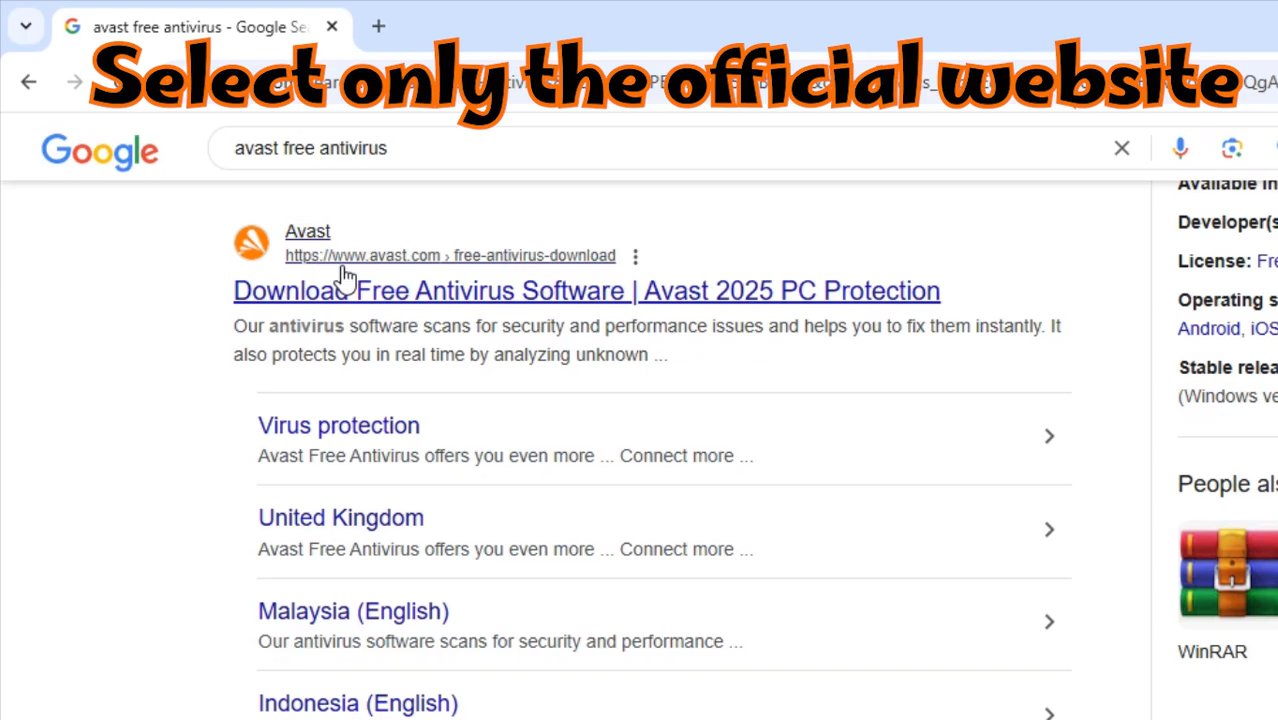 avast free antivirus - Google Se
Select only the official website
Google
avast free antivirus
Avast
https://www.avast.com › free-antivirus-download
Download Free Antivirus Software | Avast 2025 PC Protection
Our antivirus software scans for security and performance issues and helps you to fix them instantly. It
also protects you in real time by analyzing unknown ...
Virus protection
Avast Free Antivirus offers you even more ... Connect more ...
United Kingdom
Avast Free Antivirus offers you even more ... Connect more ...
Malaysia (English)
Our antivirus software scans for security and performance ...
Indonesia (English)
Available in
Developer(s
License: Fre
Operating s
Android, iOS
Stable relea
(Windows ve
People als
WinRAR